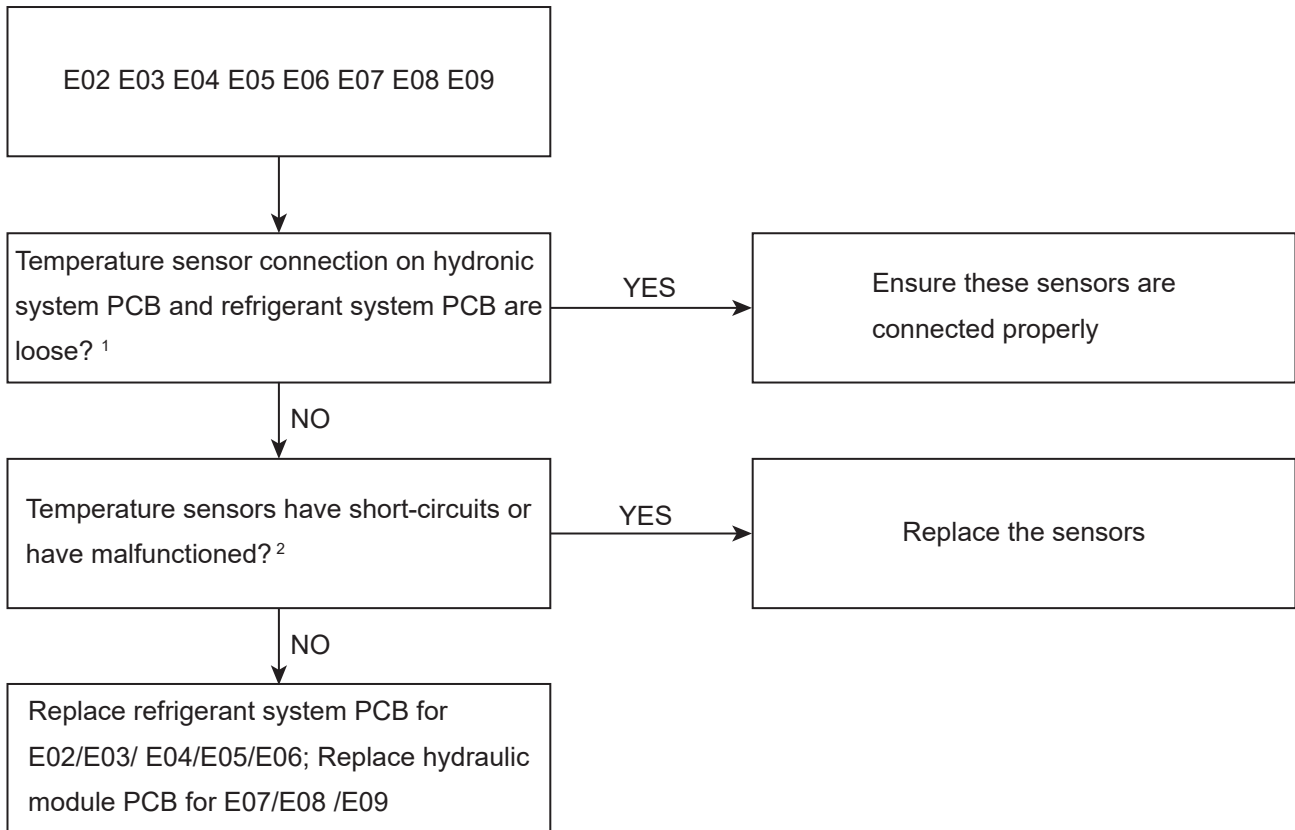 E02 E03 E04 E05 E06 E07 E08 E09
Temperature sensor connection on hydronic
system PCB and refrigerant system PCB are
loose? 1
YES
Ensure these sensors are
connected properly
NO
Temperature sensors have short-circuits or
have malfunctioned? 2
YES
Replace the sensors
NO
Replace refrigerant system PCB for
E02/E03/ E04/E05/E06; Replace hydraulic
module PCB for E07/E08 /E09